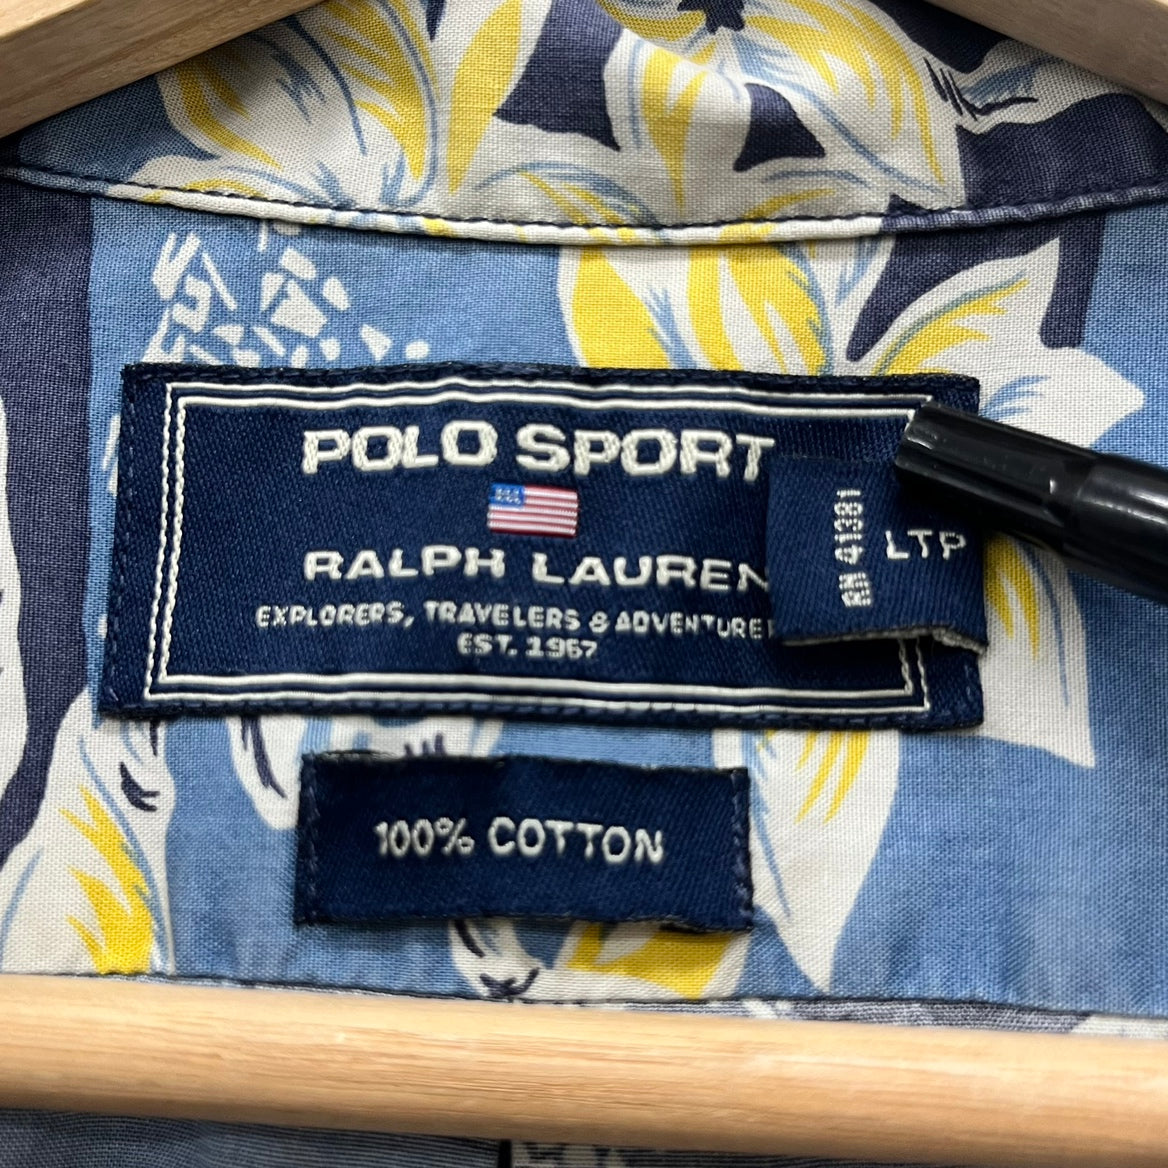 POLO SPORT
RALPH LAUREN
EXPLORERS, TRAVELERS & ADVENTURE
EST. 1967
RN 41381
LTP
100% COTTON